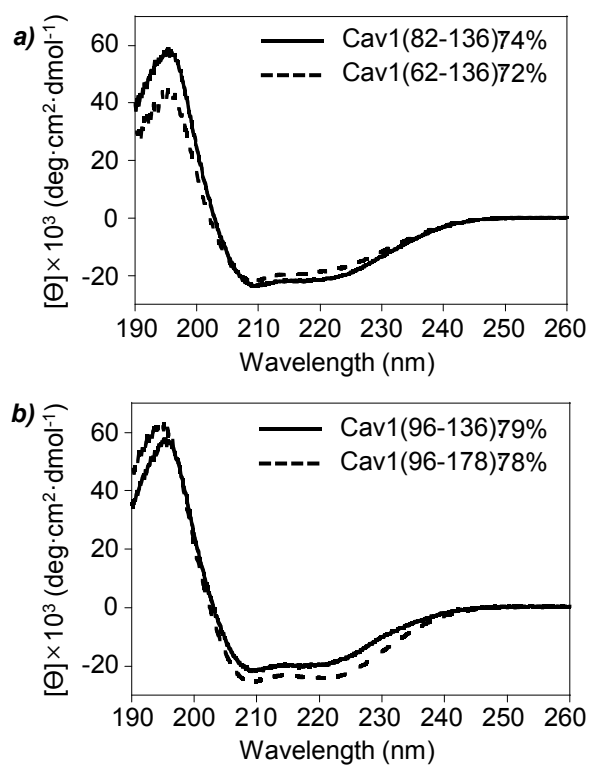 a)
Cav1(82-136)74%
Cav1(62-136)72%
60
40
20
0
-20
[Θ]×10³ (deg·cm²·dmol⁻¹)
190 200 210 220 230 240 250 260
Wavelength (nm)
b)
Cav1(96-136)79%
Cav1(96-178)78%
60
40
20
0
-20
[Θ]×10³ (deg·cm²·dmol⁻¹)
190 200 210 220 230 240 250 260
Wavelength (nm)